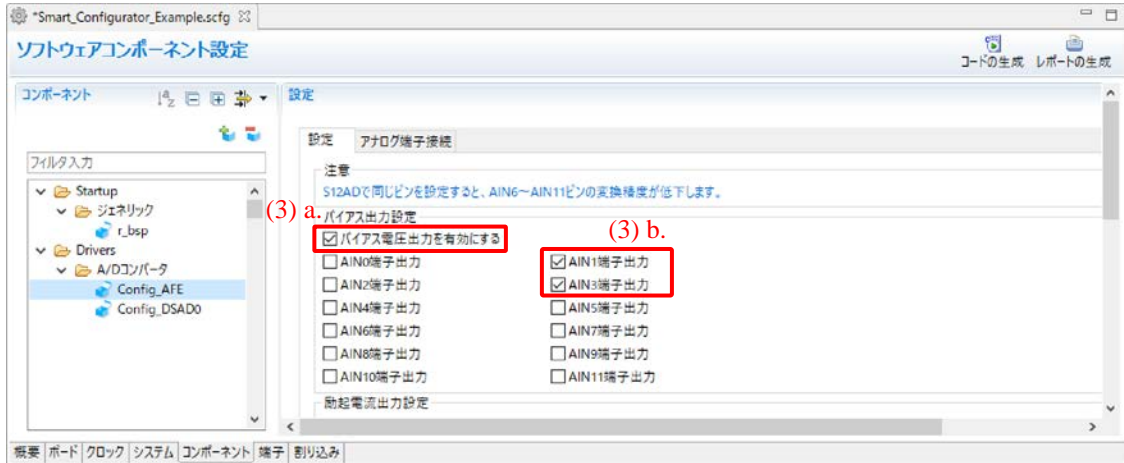 *Smart_Configurator_Example.scfg
ソフトウェアコンポーネント設定
コードの生成 レポートの生成
コンポーネント
設定
設定 アナログ端子接続
フィルタ入力
注意
S12ADで同じピンを設定すると、AIN6～AIN11ピンの変換精度が低下します。
Startup
ジェネリック
r_bsp
Drivers
A/Dコンバータ
Config_AFE
Config_DSAD0
(3) a.
バイアス出力設定
(3) b.
バイアス電圧出力を有効にする
AIN0端子出力 AIN1端子出力
AIN2端子出力 AIN3端子出力
AIN4端子出力 AIN5端子出力
AIN6端子出力 AIN7端子出力
AIN8端子出力 AIN9端子出力
AIN10端子出力 AIN11端子出力
励起電流出力設定
概要 ボード クロック システム コンポーネント 端子 割り込み